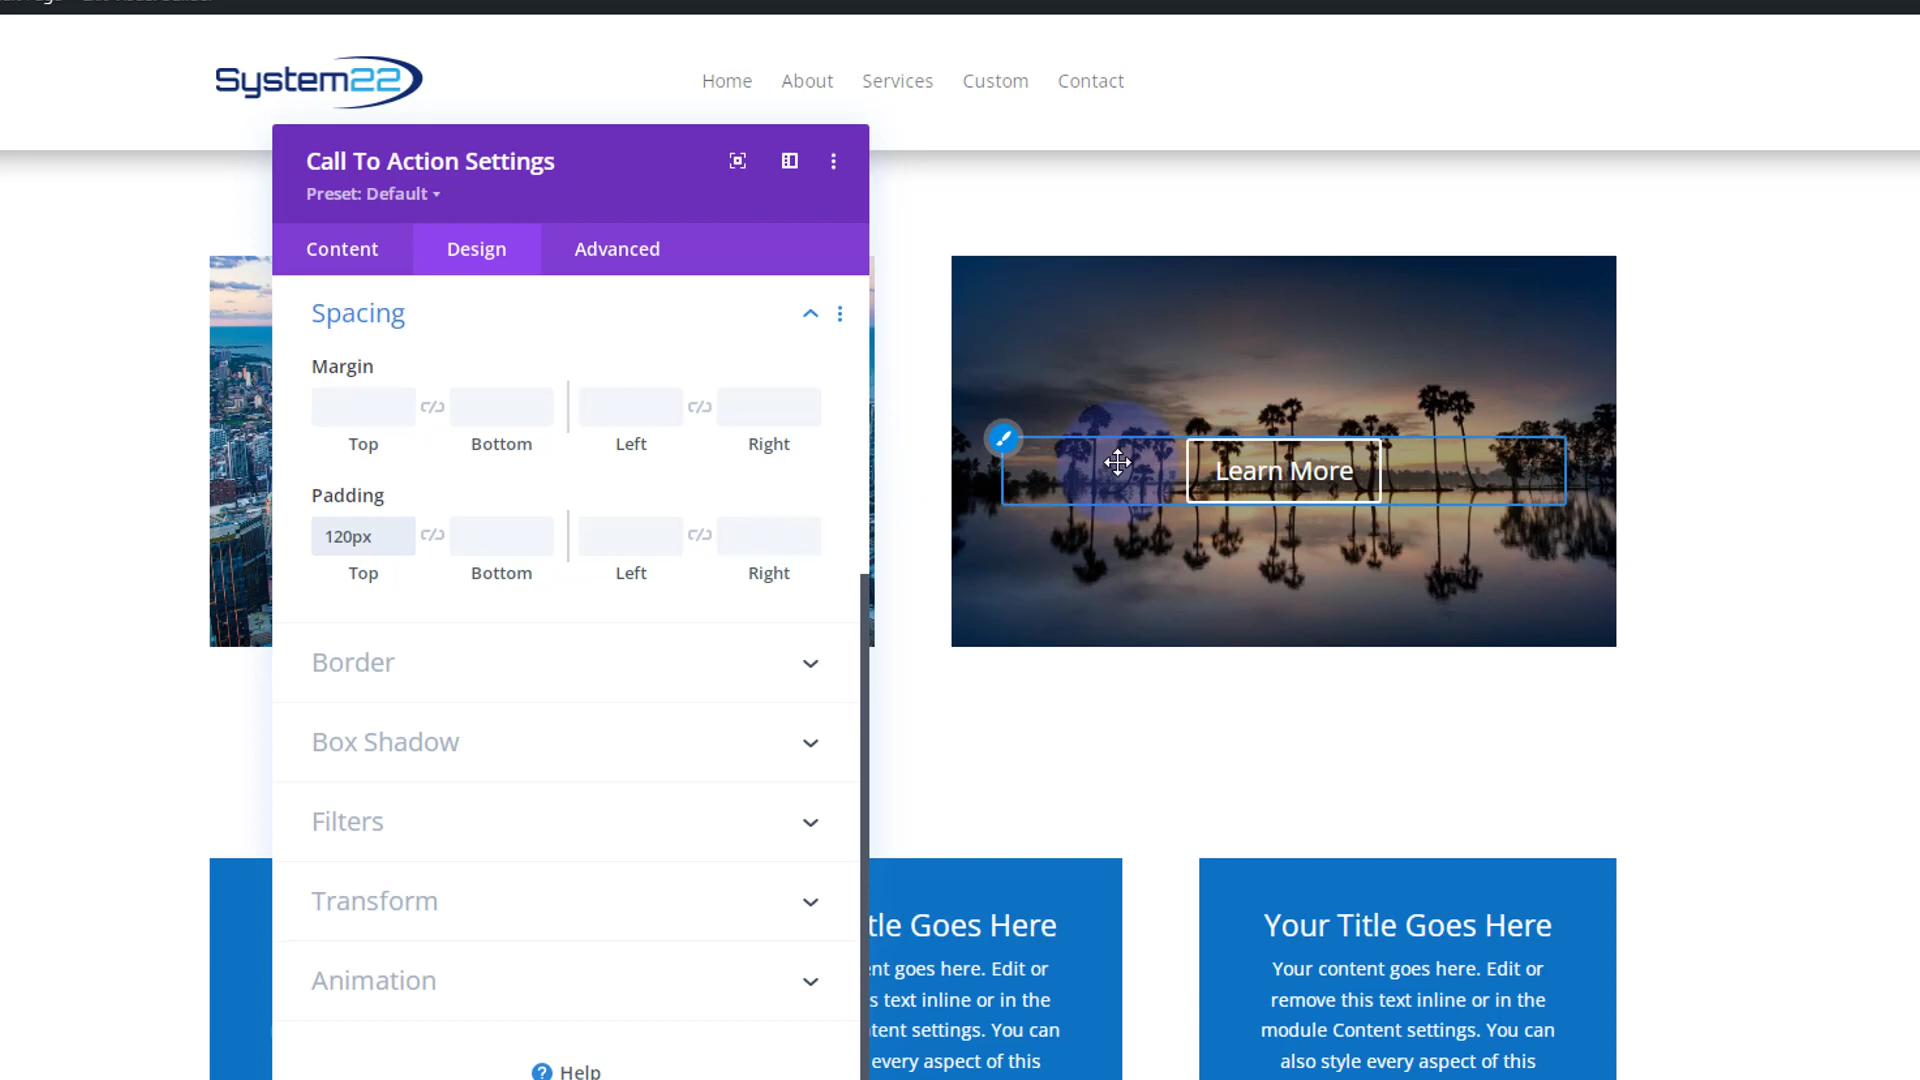 System22
Home About Services Custom Contact
Call To Action Settings
Preset: Default
Content Design Advanced
Spacing
Margin
Top Bottom Left Right
Padding
120px
Top Bottom Left Right
Learn More
Border
Box Shadow
Filters
Transform
Animation
? Help
tle Goes Here
nt goes here. Edit or
s text inline or in the
tent settings. You can
every aspect of this
Your Title Goes Here
Your content goes here. Edit or
remove this text inline or in the
module Content settings. You can
also style every aspect of this